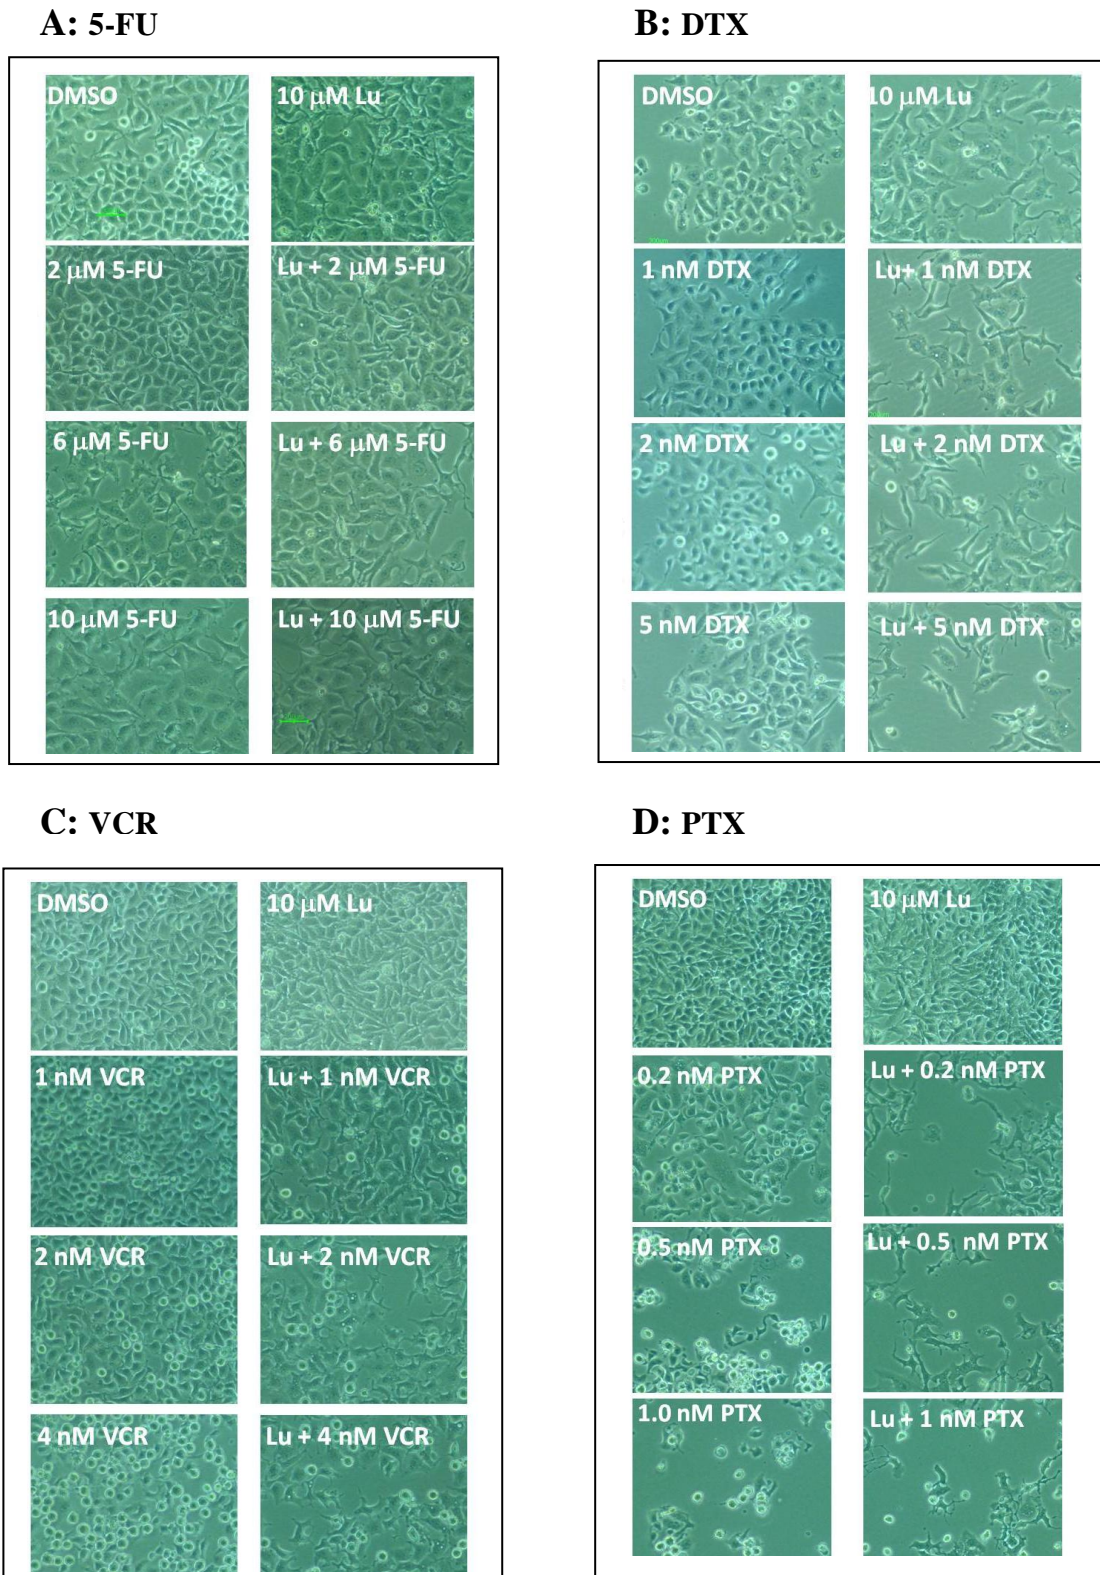 A: 5-FU
B: DTX
DMSO
10 μM Lu
2 μM 5-FU
Lu + 2 μM 5-FU
6 μM 5-FU
Lu + 6 μM 5-FU
10 μM 5-FU
Lu + 10 μM 5-FU
DMSO
10 μM Lu
1 nM DTX
Lu+ 1 nM DTX
2 nM DTX
Lu + 2 nM DTX
5 nM DTX
Lu + 5 nM DTX
C: VCR
D: PTX
DMSO
10 μM Lu
1 nM VCR
Lu + 1 nM VCR
2 nM VCR
Lu + 2 nM VCR
4 nM VCR
Lu + 4 nM VCR
DMSO
10 μM Lu
0.2 nM PTX
Lu + 0.2 nM PTX
0.5 nM PTX
Lu + 0.5 nM PTX
1.0 nM PTX
Lu + 1 nM PTX